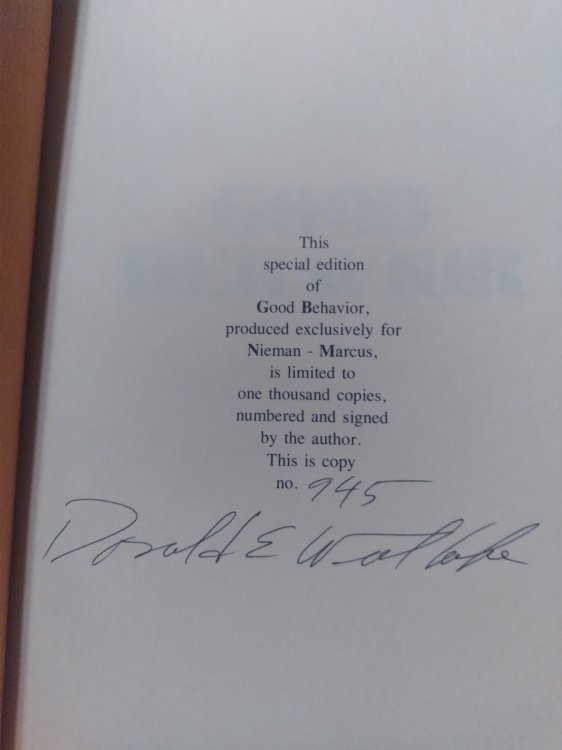 This
special edition
of
Good Behavior,
produced exclusively for
Nieman - Marcus,
is limited to
one thousand copies,
numbered and signed
by the author.
This is copy
no. 945
Donald E Westlake